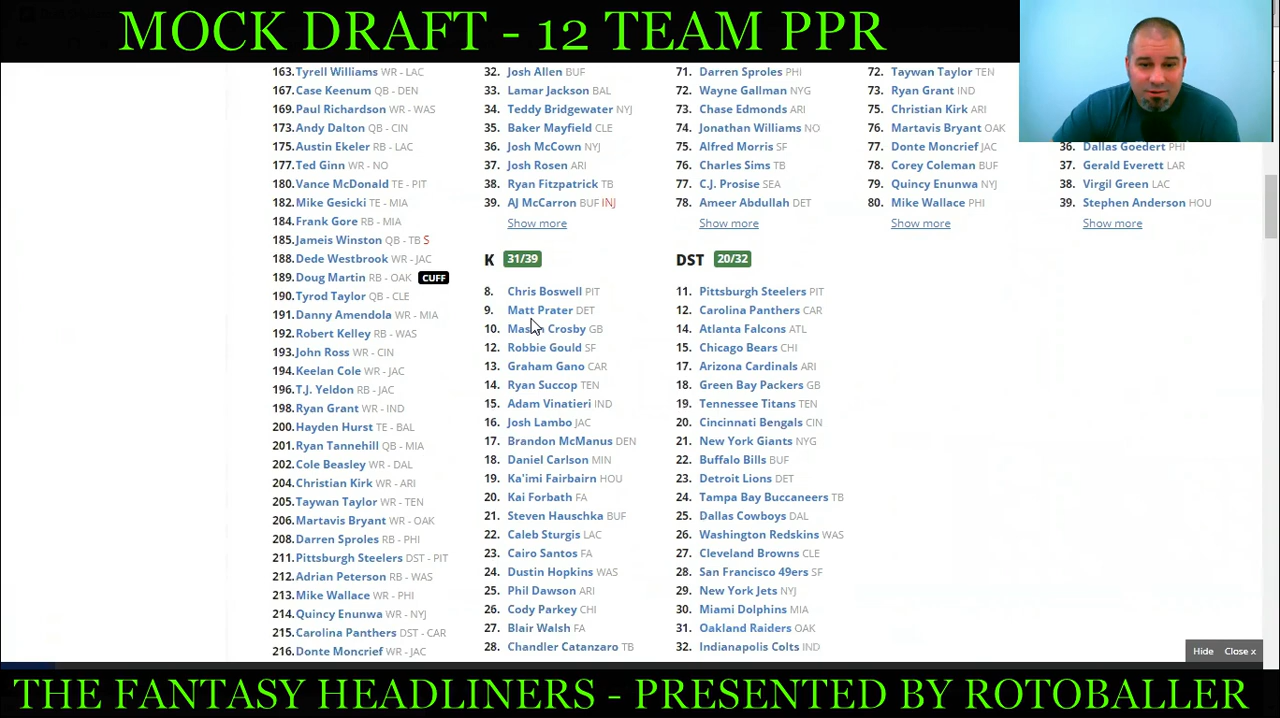 MOCK DRAFT - 12 TEAM PPR
163. Tyrell Williams WR - LAC
167. Case Keenum QB - DEN
169. Paul Richardson WR - WAS
173. Andy Dalton QB - CIN
175. Austin Ekeler RB - LAC
177. Ted Ginn WR - NO
180. Vance McDonald TE - PIT
182. Mike Gesicki TE - MIA
184. Frank Gore RB - MIA
185. Jameis Winston QB - TB S
188. Dede Westbrook WR - JAC
189. Doug Martin RB - OAK CUFF
190. Tyrod Taylor QB - CLE
191. Danny Amendola WR - MIA
192. Robert Kelley RB - WAS
193. John Ross WR - CIN
194. Keelan Cole WR - JAC
196. T.J. Yeldon RB - JAC
198. Ryan Grant WR - IND
200. Hayden Hurst TE - BAL
201. Ryan Tannehill QB - MIA
202. Cole Beasley WR - DAL
204. Christian Kirk WR - ARI
205. Taywan Taylor WR - TEN
206. Martavis Bryant WR - OAK
208. Darren Sproles RB - PHI
211. Pittsburgh Steelers DST - PIT
212. Adrian Peterson RB - WAS
213. Mike Wallace WR - PHI
214. Quincy Enunwa WR - NYJ
215. Carolina Panthers DST - CAR
216. Donte Moncrief WR - JAC
32. Josh Allen BUF
33. Lamar Jackson BAL
34. Teddy Bridgewater NYJ
35. Baker Mayfield CLE
36. Josh McCown NYJ
37. Josh Rosen ARI
38. Ryan Fitzpatrick TB
39. AJ McCarron BUF INJ
Show more
71. Darren Sproles PHI
72. Wayne Gallman NYG
73. Chase Edmonds ARI
74. Jonathan Williams NO
75. Alfred Morris SF
76. Charles Sims TB
77. C.J. Prosise SEA
78. Ameer Abdullah DET
Show more
72. Taywan Taylor TEN
73. Ryan Grant IND
75. Christian Kirk ARI
76. Martavis Bryant OAK
77. Donte Moncrief JAC
78. Corey Coleman BUF
79. Quincy Enunwa NYJ
80. Mike Wallace PHI
Show more
36. Dallas Goedert PHI
37. Gerald Everett LAR
38. Virgil Green LAC
39. Stephen Anderson HOU
Show more
K 31/39
8. Chris Boswell PIT
9. Matt Prater DET
10. Mason Crosby GB
12. Robbie Gould SF
13. Graham Gano CAR
14. Ryan Succop TEN
15. Adam Vinatieri IND
16. Josh Lambo JAC
17. Brandon McManus DEN
18. Daniel Carlson MIN
19. Ka'imi Fairbairn HOU
20. Kai Forbath FA
21. Steven Hauschka BUF
22. Caleb Sturgis LAC
23. Cairo Santos FA
24. Dustin Hopkins WAS
25. Phil Dawson ARI
26. Cody Parkey CHI
27. Blair Walsh FA
28. Chandler Catanzaro TB
DST 20/32
11. Pittsburgh Steelers PIT
12. Carolina Panthers CAR
14. Atlanta Falcons ATL
15. Chicago Bears CHI
17. Arizona Cardinals ARI
18. Green Bay Packers GB
19. Tennessee Titans TEN
20. Cincinnati Bengals CIN
21. New York Giants NYG
22. Buffalo Bills BUF
23. Detroit Lions DET
24. Tampa Bay Buccaneers TB
25. Dallas Cowboys DAL
26. Washington Redskins WAS
27. Cleveland Browns CLE
28. San Francisco 49ers SF
29. New York Jets NYJ
30. Miami Dolphins MIA
31. Oakland Raiders OAK
32. Indianapolis Colts IND
Hide Close x
THE FANTASY HEADLINERS - PRESENTED BY ROTOBALLER